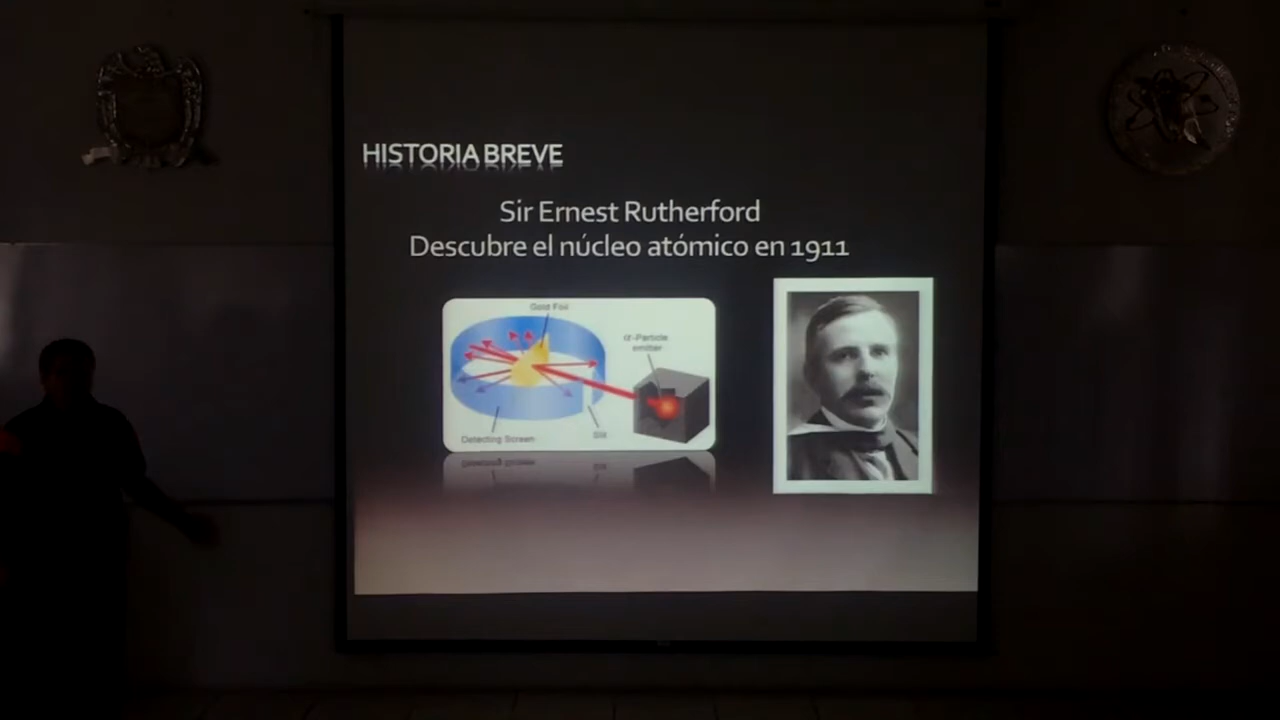 HISTORIA BREVE
Sir Ernest Rutherford
Descubre el núcleo atómico en 1911
Gold Foil
α-Particle
emitter
Detecting Screen
Slit